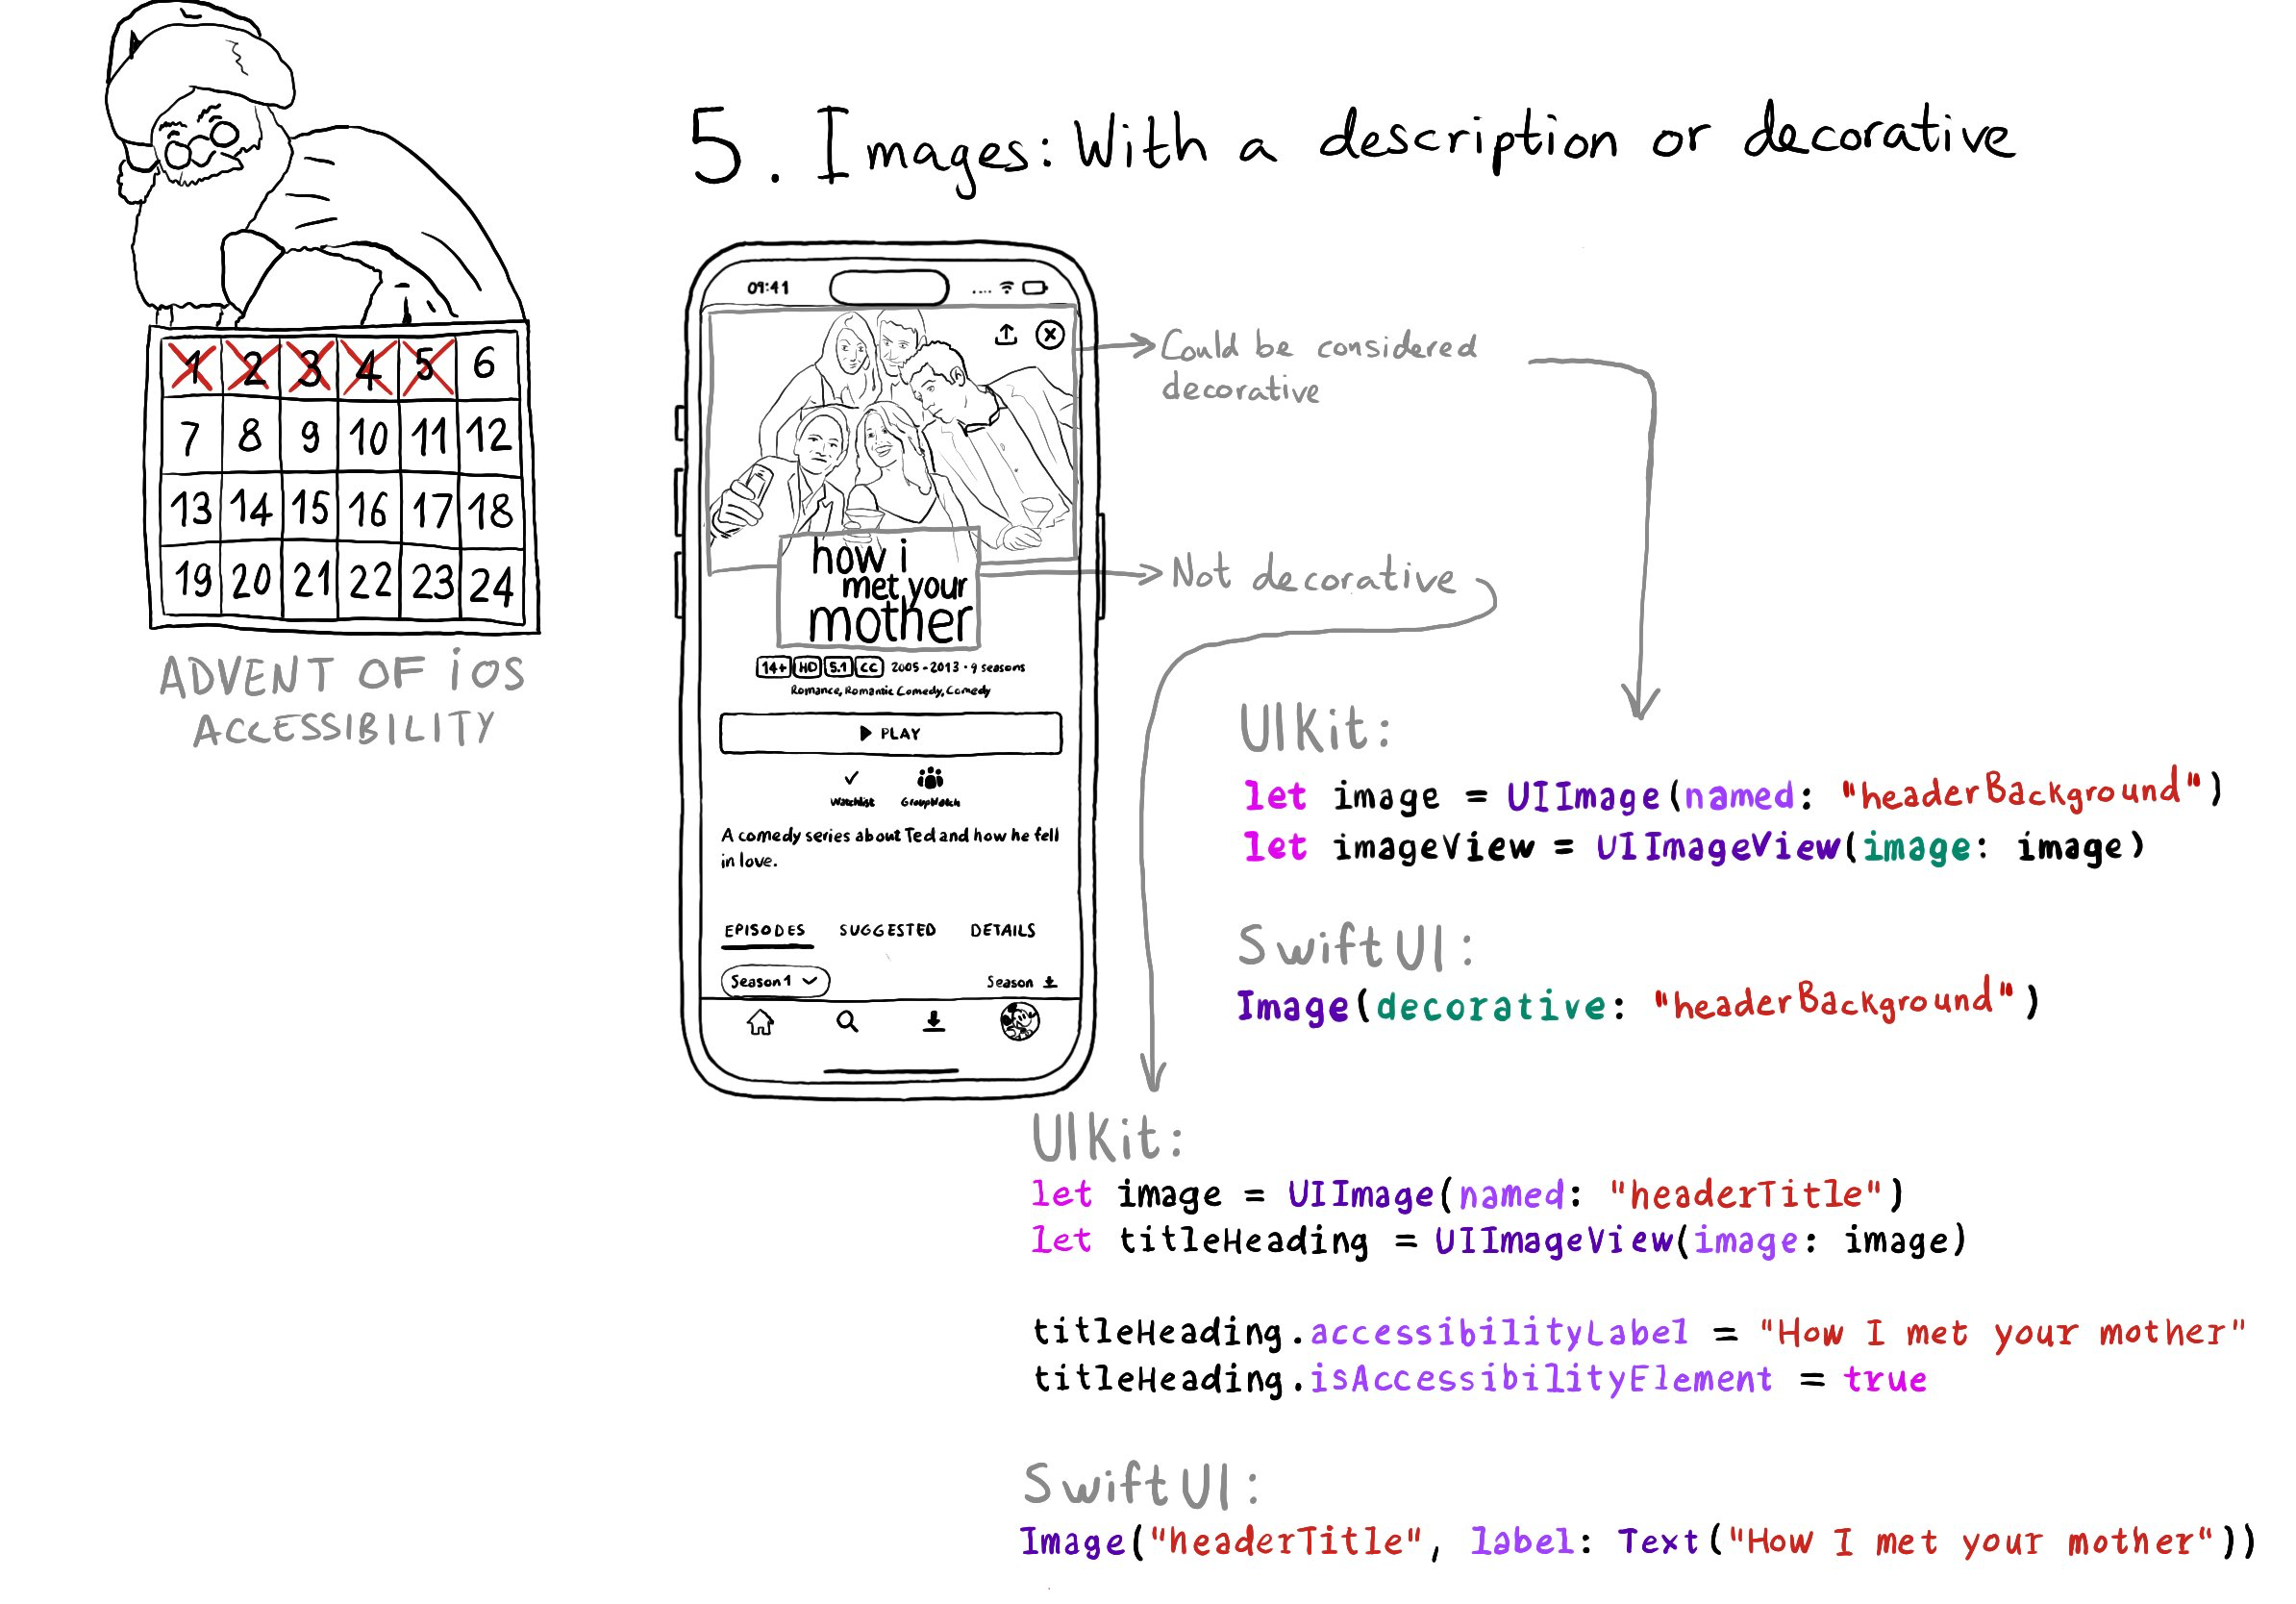 5. Images: With a description or decorative
1 2 3 4 5 6
7 8 9 10 11 12
13 14 15 16 17 18
19 20 21 22 23 24
ADVENT OF iOS
ACCESSIBILITY
09:41
how i
met your
mother
14+ HD 5.1 CC 2005-2013 · 9 seasons
Romance, Romantic Comedy, Comedy
PLAY
Watchlist GroupWatch
A comedy series about Ted and how he fell
in love.
EPISODES SUGGESTED DETAILS
Season 1 Season
Could be considered
decorative
Not decorative
UIKit:
let image = UIImage(named: "headerBackground")
let imageView = UIImageView(image: image)
SwiftUI:
Image(decorative: "headerBackground")
UIKit:
let image = UIImage(named: "headerTitle")
let titleHeading = UIImageView(image: image)
titleHeading.accessibilityLabel = "How I met your mother"
titleHeading.isAccessibilityElement = true
SwiftUI:
Image("headerTitle", label: Text("How I met your mother"))